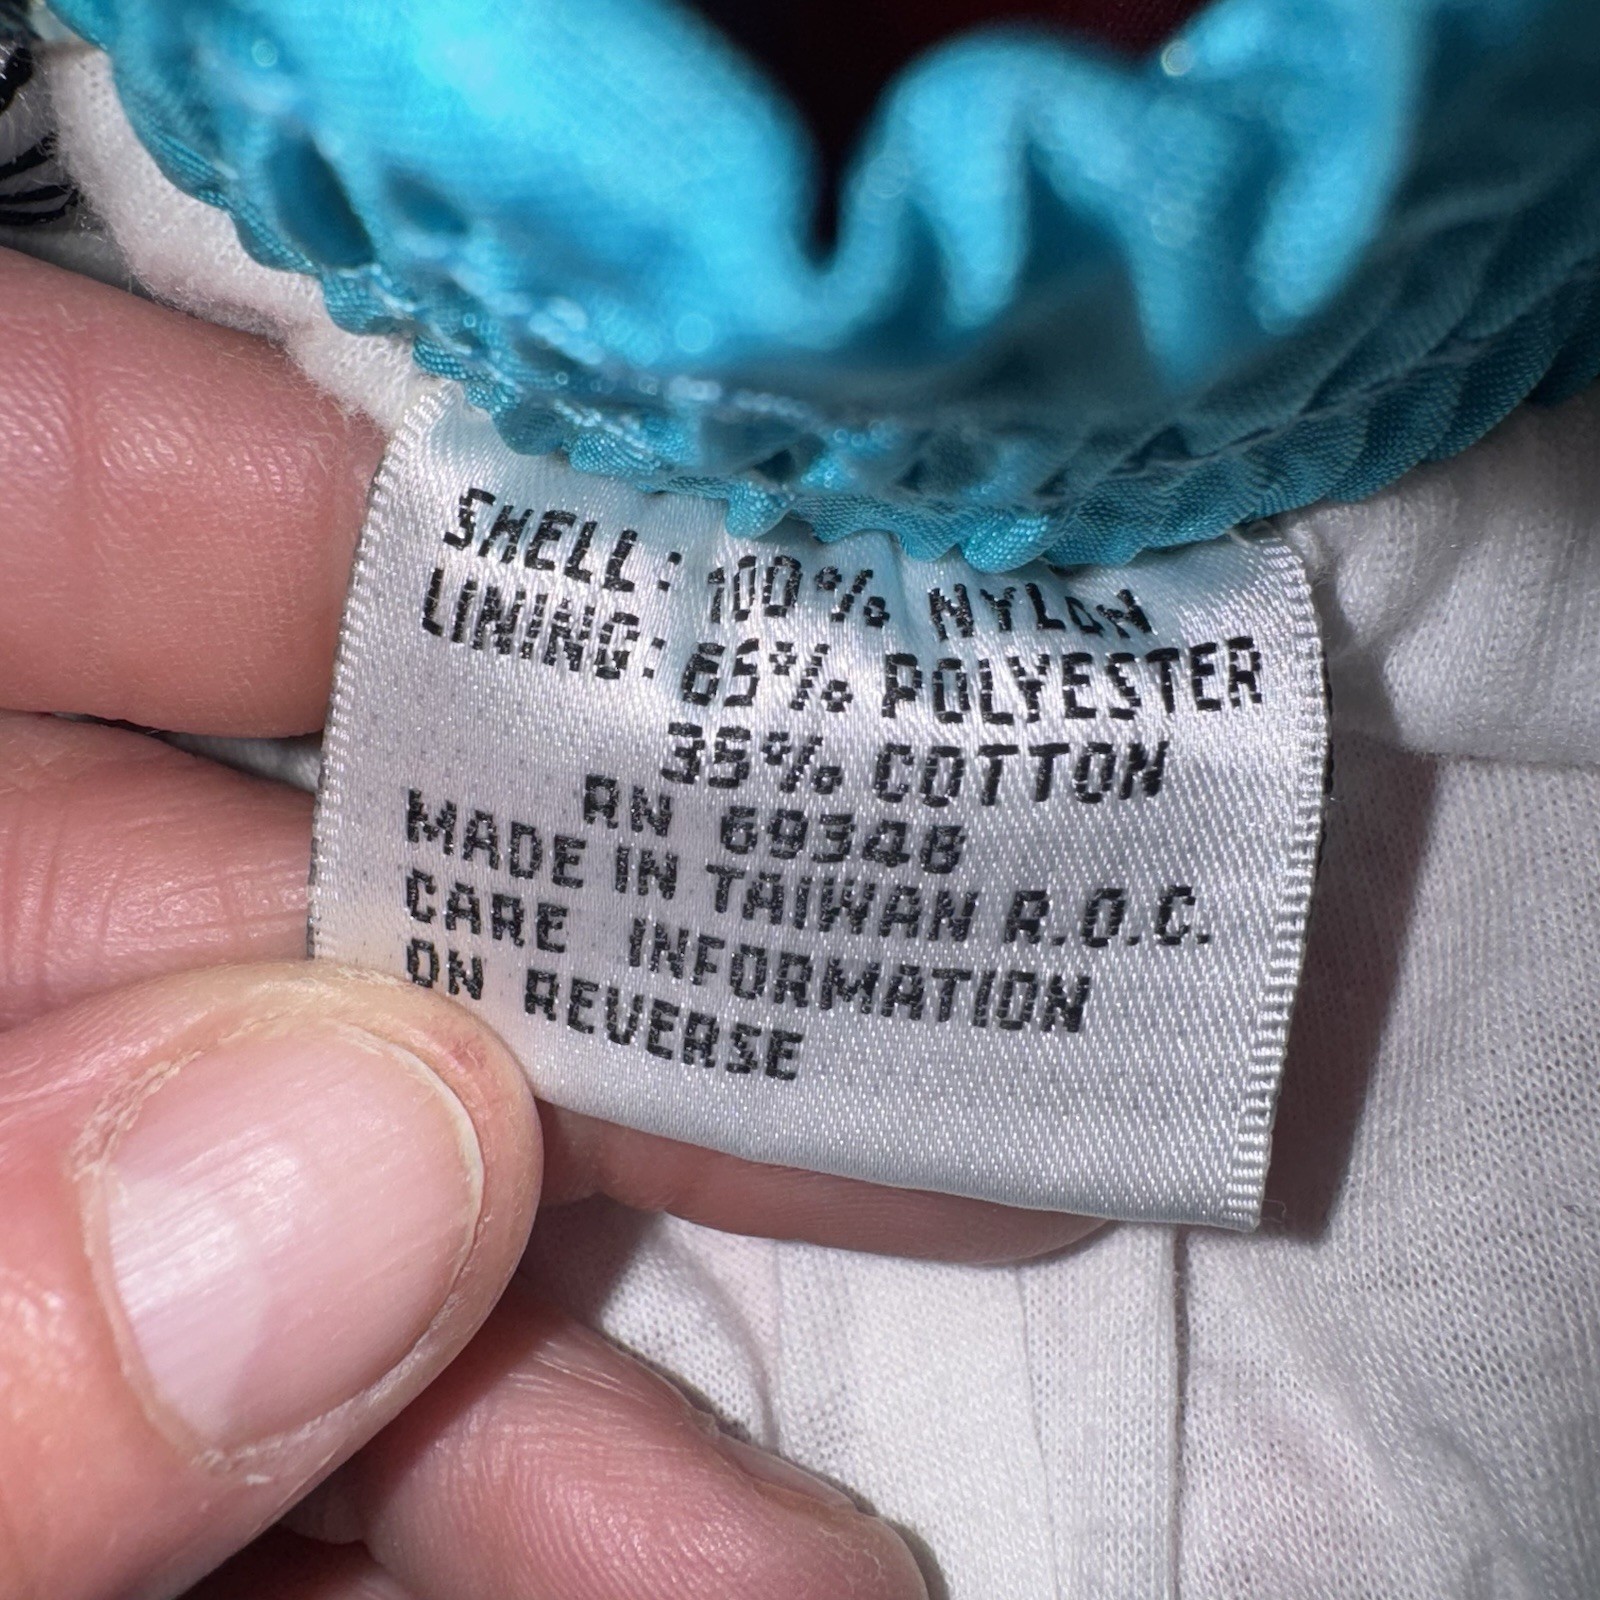 SHELL: 100% NYLON
LINING: 65% POLYESTER
35% COTTON
RN 69348
MADE IN TAIWAN R.O.C.
CARE INFORMATION
ON REVERSE